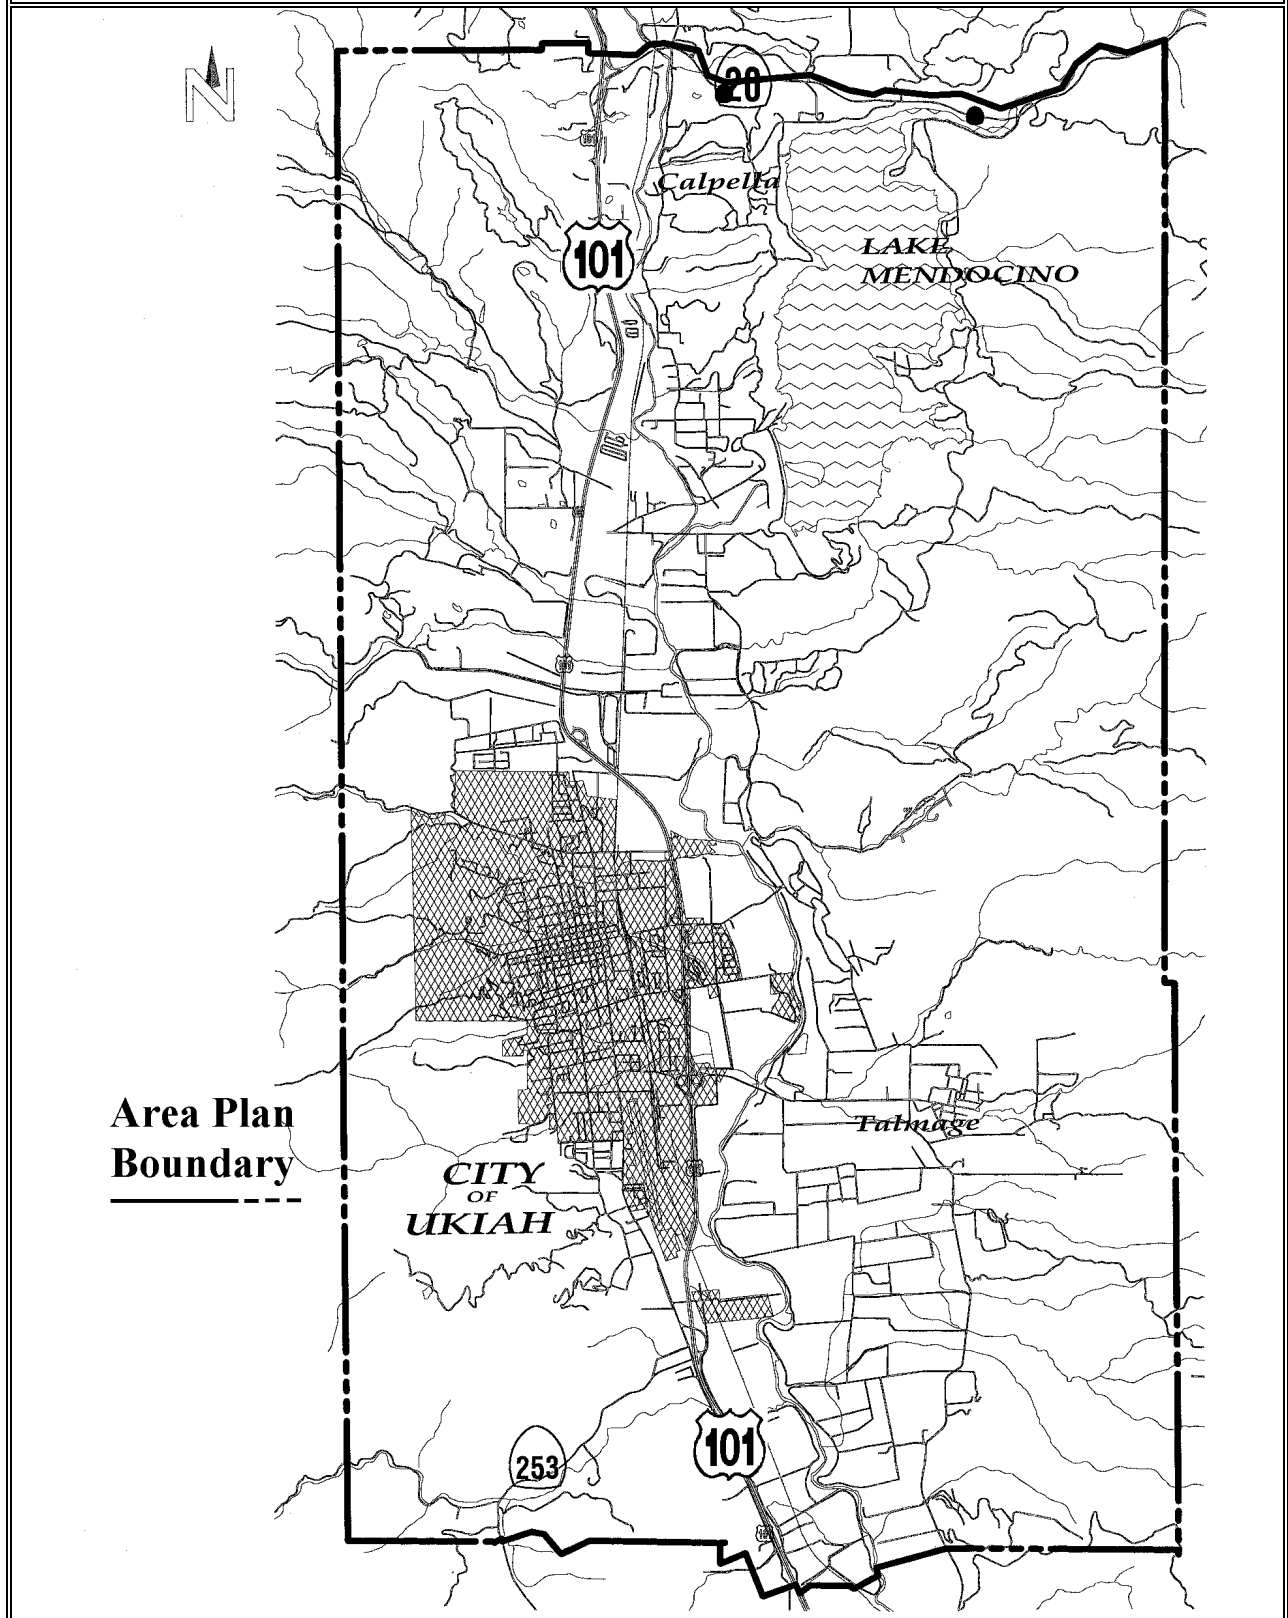 N
20
Calpella
101
LAKE
MENDOCINO
Area Plan
Boundary
Talmage
CITY
OF
UKIAH
101
253